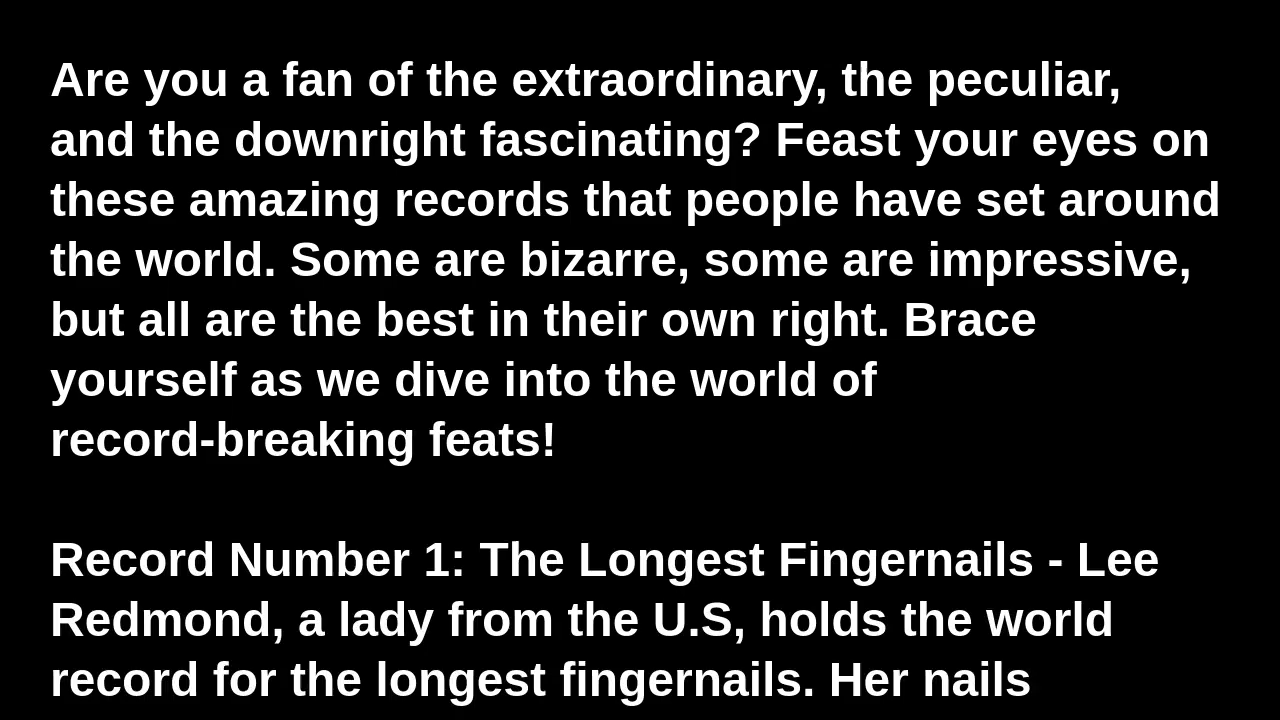 Are you a fan of the extraordinary, the peculiar,
and the downright fascinating? Feast your eyes on
these amazing records that people have set around
the world. Some are bizarre, some are impressive,
but all are the best in their own right. Brace
yourself as we dive into the world of
record-breaking feats!
Record Number 1: The Longest Fingernails - Lee
Redmond, a lady from the U.S, holds the world
record for the longest fingernails. Her nails